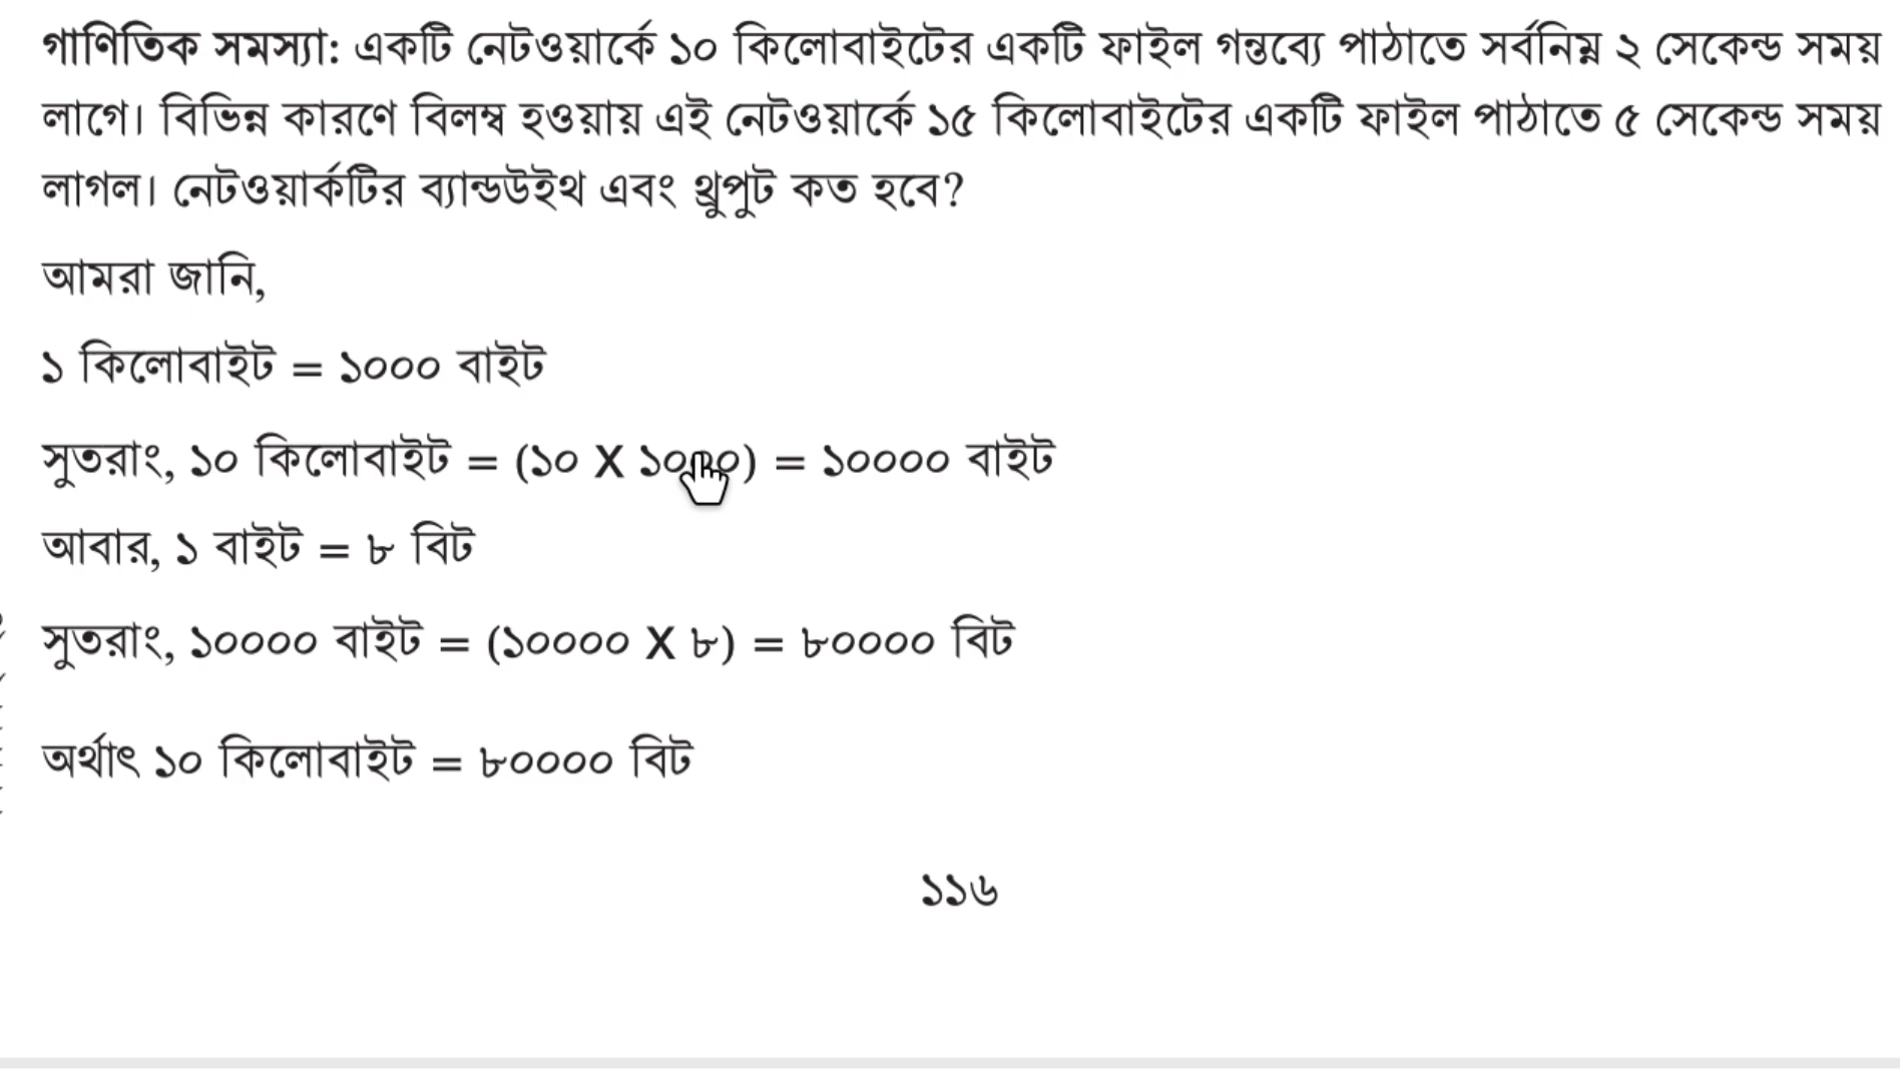 গাণিতিক সমস্যা: একটি নেটওয়ার্কে ১০ কিলোবাইটের একটি ফাইল গন্তব্যে পাঠাতে সর্বনিম্ন ২ সেকেন্ড সময়
লাগে। বিভিন্ন কারণে বিলম্ব হওয়ায় এই নেটওয়ার্কে ১৫ কিলোবাইটের একটি ফাইল পাঠাতে ৫ সেকেন্ড সময়
লাগল। নেটওয়ার্কটির ব্যান্ডউইথ এবং থ্রুপুট কত হবে?
আমরা জানি,
১ কিলোবাইট = ১০০০ বাইট
সুতরাং, ১০ কিলোবাইট = (১০ X ১০০০) = ১০০০০ বাইট
আবার, ১ বাইট = ৮ বিট
সুতরাং, ১০০০০ বাইট = (১০০০০ X ৮) = ৮০০০০ বিট
অর্থাৎ ১০ কিলোবাইট = ৮০০০০ বিট
১১৬